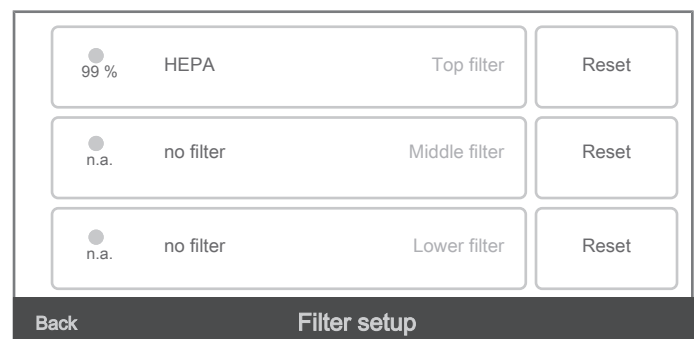 99 % HEPA Top filter Reset
n.a. no filter Middle filter Reset
n.a. no filter Lower filter Reset
Back Filter setup